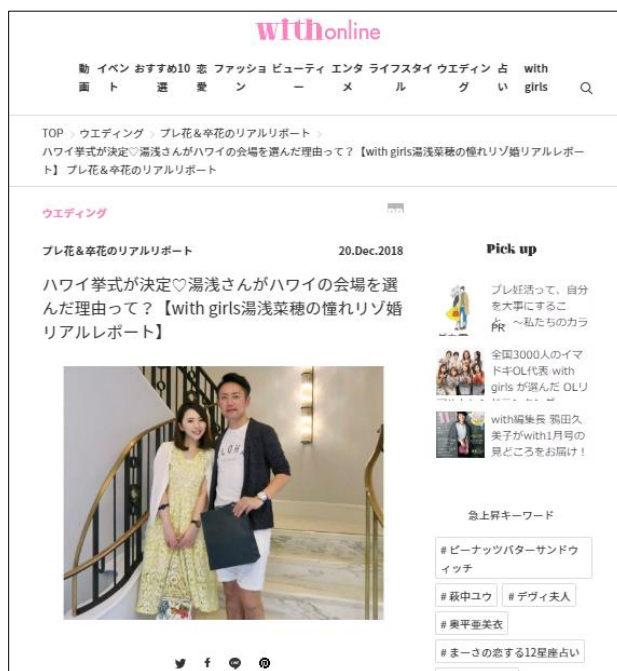 withonline
動画 イベント おすすめ10選 恋愛 ファッション ビューティー エンタメ ライフスタイル ウエディング 占い with girls
TOP > ウエディング > プレ花&卒花のリアルリポート >
ハワイ挙式が決定♡湯浅さんがハワイの会場を選んだ理由って？【with girls湯浅菜穂の憧れリゾ婚リアルレポー
ト】 プレ花&卒花のリアルリポート
ウエディング
プレ花&卒花のリアルリポート 20.Dec.2018
ハワイ挙式が決定♡湯浅さんがハワイの会場を選
んだ理由って？【with girls湯浅菜穂の憧れリゾ婚
リアルレポート】
Pick up
プレ妊活って、自分
を大事にするこ
と。～私たちのカラ
PR
全国3000人のイマ
ドキOL代表 with
girls が選んだ OLリ
with編集長 鴉田久
美子がwith1月号の
見どころをお届け！
急上昇キーワード
# ピーナッツバターサンドウ
ィッチ
# 萩中ユウ # デヴィ夫人
# 奥平亜美衣
# まーさの恋する12星座占い